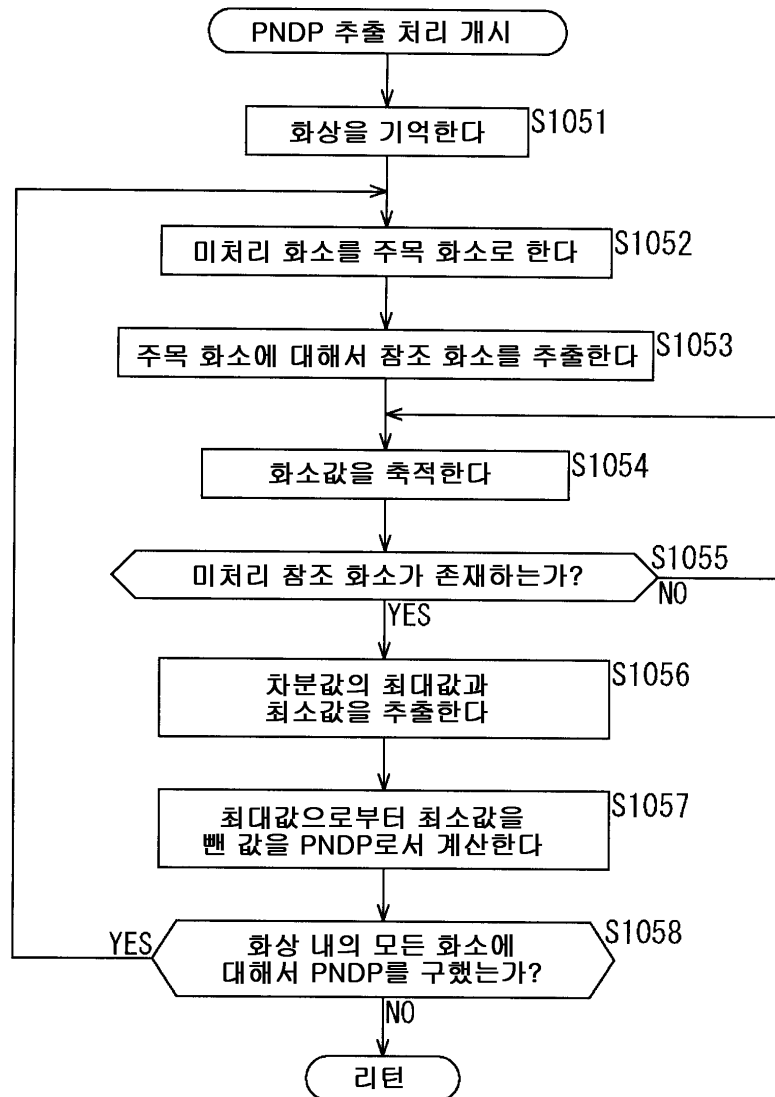 PNDP 추출 처리 개시
화상을 기억한다
S1051
미처리 화소를 주목 화소로 한다
S1052
주목 화소에 대해서 참조 화소를 추출한다
S1053
화소값을 축적한다
S1054
미처리 참조 화소가 존재하는가?
S1055
NO
YES
차분값의 최대값과
최소값을 추출한다
S1056
최대값으로부터 최소값을
뺀 값을 PNDP로서 계산한다
S1057
YES
화상 내의 모든 화소에
대해서 PNDP를 구했는가?
S1058
NO
리턴